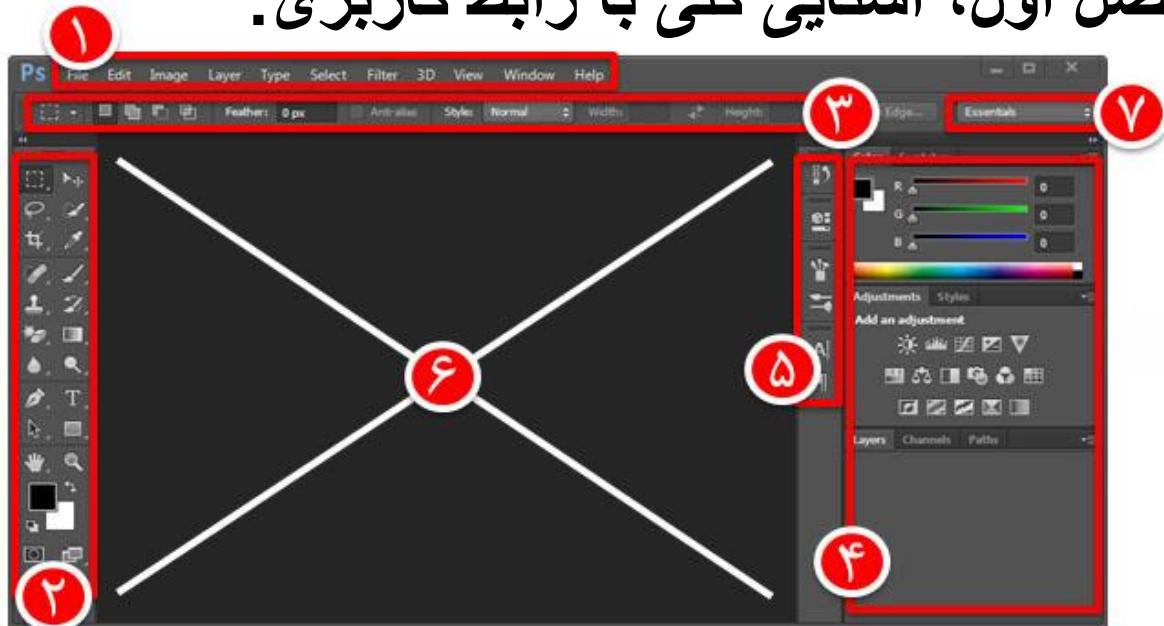 اول، آشنایی کلی با رابط کاربری.
۱
Ps File Edit Image Layer Type Select Filter 3D View Window Help
Feather: 0 px Anti-alias Style: Normal Width: Height: ۳ Edge... Essentials ۷
R 0
G 0
B 0
Adjustments Styles
Add an adjustment
۶ ۵
Layers Channels Paths
۲ ۴